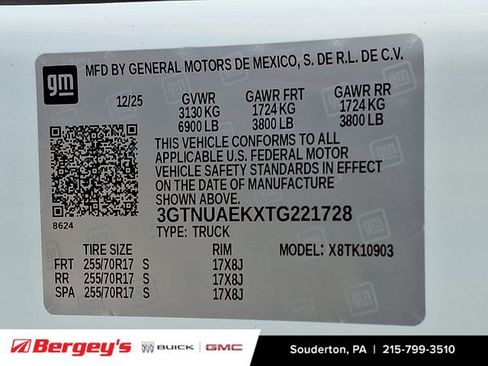 gm
MFD BY GENERAL MOTORS DE MEXICO, S. DE R.L. DE C.V.
12/25 GVWR GAWR FRT GAWR RR
3130 KG 1724 KG 1724 KG
6900 LB 3800 LB 3800 LB
THIS VEHICLE CONFORMS TO ALL
APPLICABLE U.S. FEDERAL MOTOR
VEHICLE SAFETY STANDARDS IN EFFECT
ON THE DATE OF MANUFACTURE
SHOWN ABOVE.
3GTNUAEKXTG221728
8624
TYPE: TRUCK MODEL: X8TK10903
TIRE SIZE RIM
FRT 255/70R17 S 17X8J
RR 255/70R17 S 17X8J
SPA 255/70R17 S 17X8J
Bergey's BUICK GMC Souderton, PA | 215-799-3510